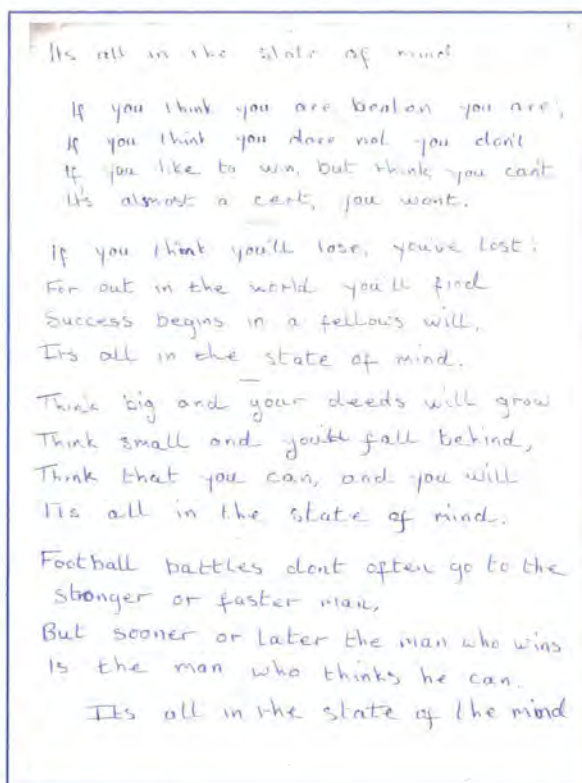 Its all in the state of mind
If you think you are beaten you are,
If you think you dare not you don't
If you like to win, but think you can't
It's almost a cert, you wont.
If you think you'll lose, you've lost:
For out in the world you'll find
Success begins in a fellow's will,
Its all in the state of mind.
Think big and your deeds will grow
Think small and you'll fall behind,
Think that you can, and you will
Its all in the state of mind.
Football battles dont often go to the
stronger or faster man,
But sooner or later the man who wins
Is the man who thinks he can.
Its all in the state of the mind